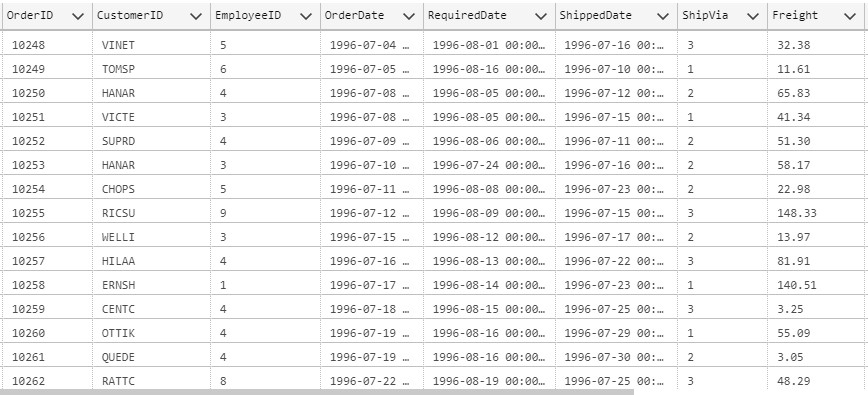 OrderID CustomerID EmployeeID OrderDate RequiredDate ShippedDate ShipVia Freight
10248 VINET 5 1996-07-04 … 1996-08-01 00:00… 1996-07-16 00:… 3 32.38
10249 TOMSP 6 1996-07-05 … 1996-08-16 00:00… 1996-07-10 00:… 1 11.61
10250 HANAR 4 1996-07-08 … 1996-08-05 00:00… 1996-07-12 00:… 2 65.83
10251 VICTE 3 1996-07-08 … 1996-08-05 00:00… 1996-07-15 00:… 1 41.34
10252 SUPRD 4 1996-07-09 … 1996-08-06 00:00… 1996-07-11 00:… 2 51.30
10253 HANAR 3 1996-07-10 … 1996-07-24 00:00… 1996-07-16 00:… 2 58.17
10254 CHOPS 5 1996-07-11 … 1996-08-08 00:00… 1996-07-23 00:… 2 22.98
10255 RICSU 9 1996-07-12 … 1996-08-09 00:00… 1996-07-15 00:… 3 148.33
10256 WELLI 3 1996-07-15 … 1996-08-12 00:00… 1996-07-17 00:… 2 13.97
10257 HILAA 4 1996-07-16 … 1996-08-13 00:00… 1996-07-22 00:… 3 81.91
10258 ERNSH 1 1996-07-17 … 1996-08-14 00:00… 1996-07-23 00:… 1 140.51
10259 CENTC 4 1996-07-18 … 1996-08-15 00:00… 1996-07-25 00:… 3 3.25
10260 OTTIK 4 1996-07-19 … 1996-08-16 00:00… 1996-07-29 00:… 1 55.09
10261 QUEDE 4 1996-07-19 … 1996-08-16 00:00… 1996-07-30 00:… 2 3.05
10262 RATTC 8 1996-07-22 … 1996-08-19 00:00… 1996-07-25 00:… 3 48.29